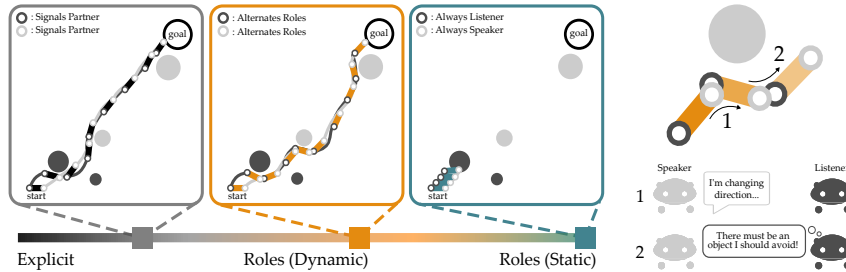 : Signals Partner
: Signals Partner
goal
start
: Alternates Roles
: Alternates Roles
goal
start
: Always Listener
: Always Speaker
goal
start
Explicit
Roles (Dynamic)
Roles (Static)
2
1
Speaker
Listene
1
I'm changing
direction...
2
There must be an
object I should avoid!